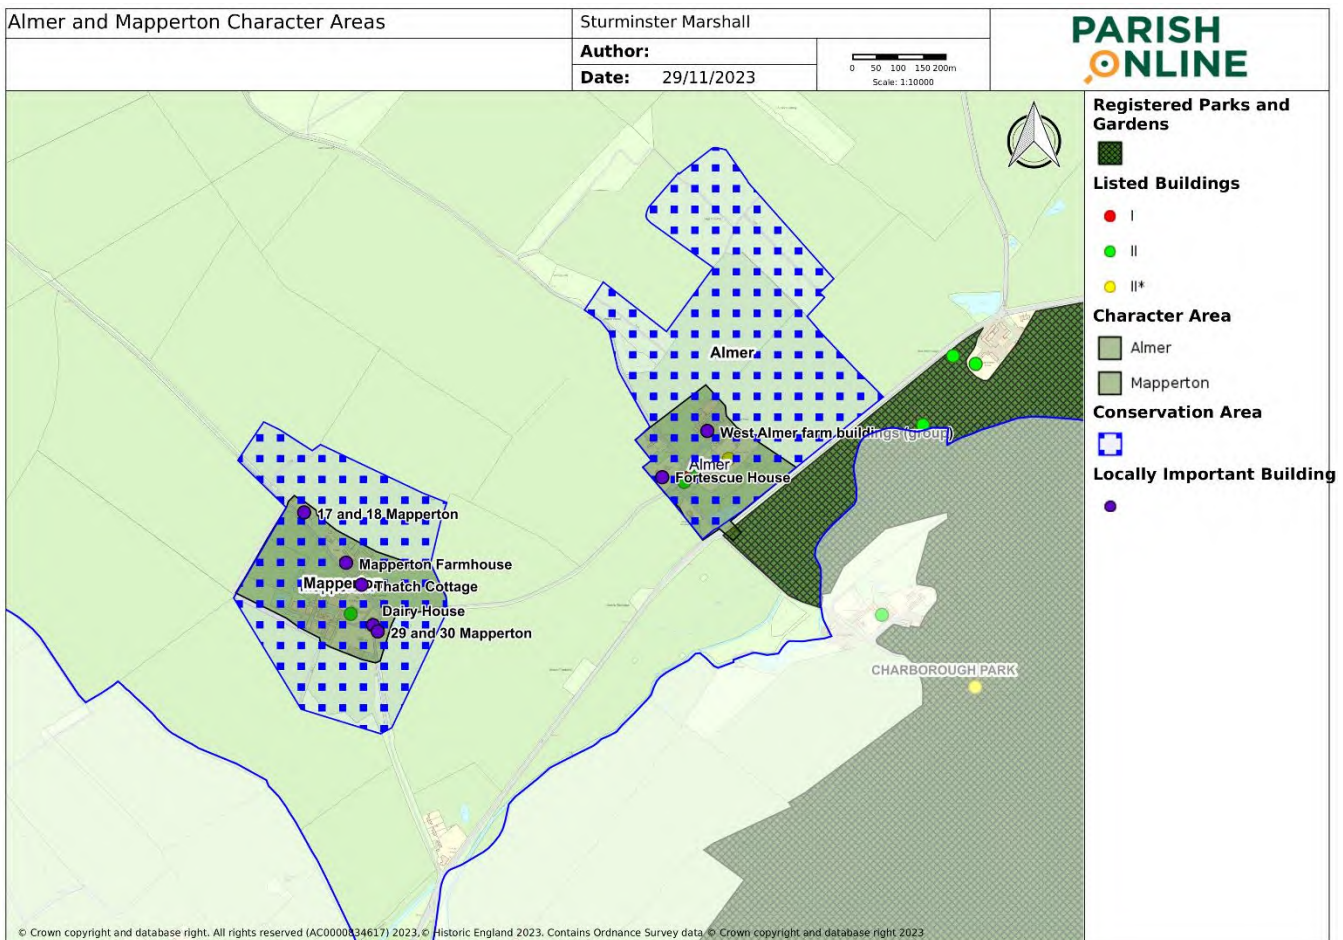 Almer and Mapperton Character Areas
Sturminster Marshall
Author:
Date: 29/11/2023
0 50 100 150 200m
Scale: 1:10000
PARISH
ONLINE
Registered Parks and
Gardens
Listed Buildings
I
II
II*
Character Area
Almer
Mapperton
Conservation Area
Locally Important Building
Almer
West Almer farm buildings (group)
Almer
Fortescue House
17 and 18 Mapperton
Mapperton Farmhouse
Mapperton
Thatch Cottage
Dairy House
29 and 30 Mapperton
CHARBOROUGH PARK
© Crown copyright and database right. All rights reserved (AC0000834617) 2023,© Historic England 2023. Contains Ordnance Survey data © Crown copyright and database right 2023